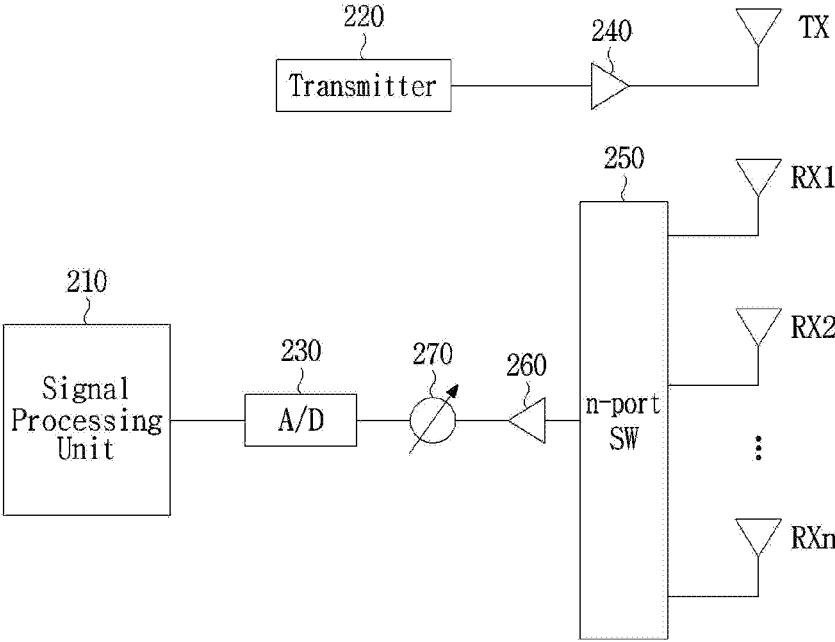 220
240
TX
Transmitter
250
RX1
210
RX2
230
270
260
Signal
Processing
Unit
A/D
n-port
SW
RXn